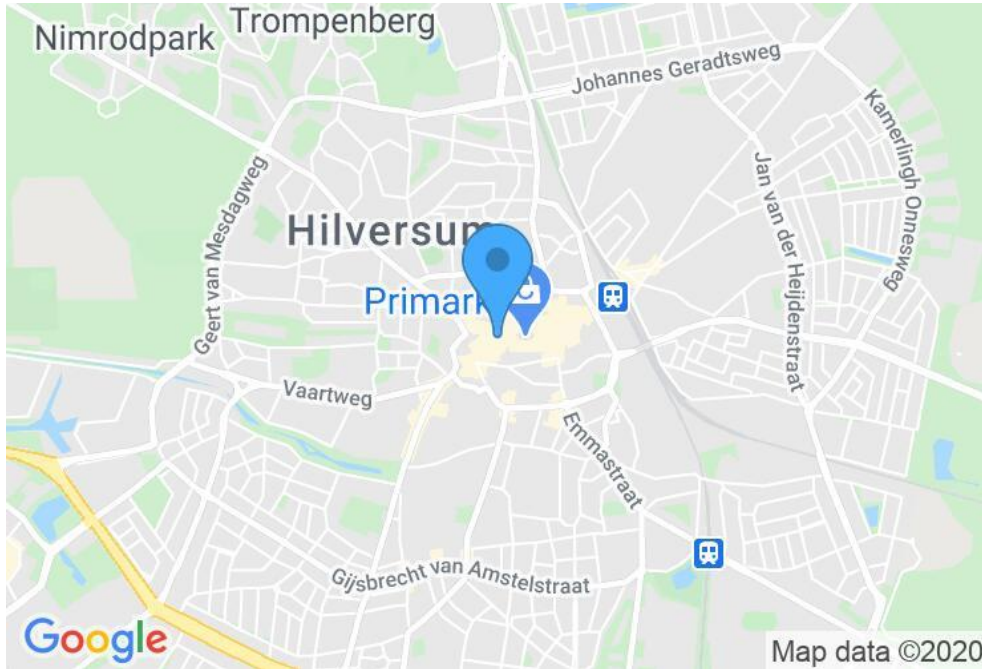 Trompenberg
Nimrodpark
Johannes Geradtsweg
Kamerlingh Onnesweg
Jan van der Heijdenstraat
Geert van Mesdagweg
Hilversum
Primark
Vaartweg
Emmastraat
Gijsbrecht van Amstelstraat
Google
Map data ©2020